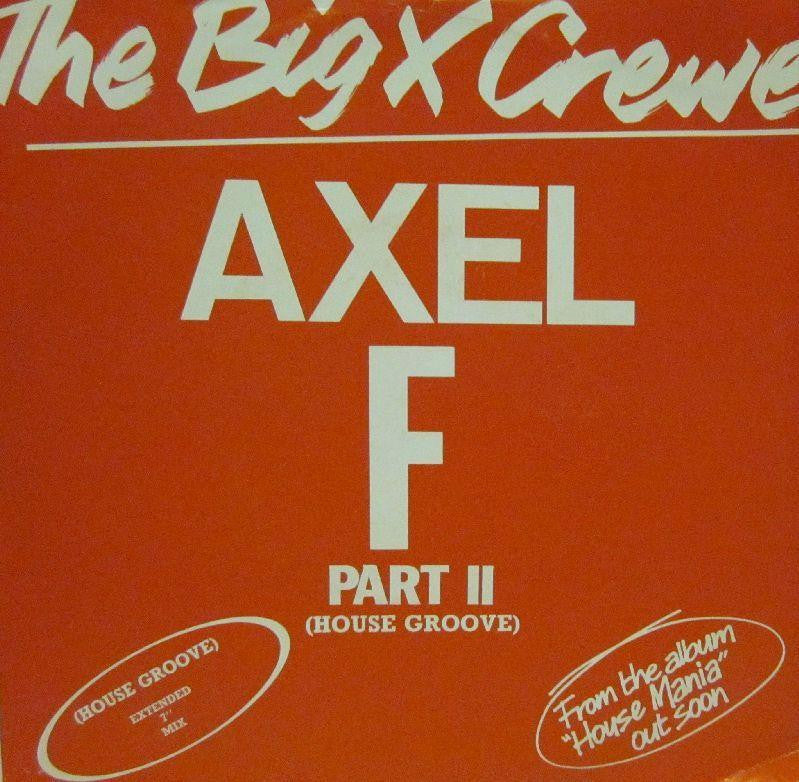 The Big X Crewe
AXEL
F
PART II
(HOUSE GROOVE)
(HOUSE GROOVE)
EXTENDED
7"
MIX
From the album
"House Mania"
out soon